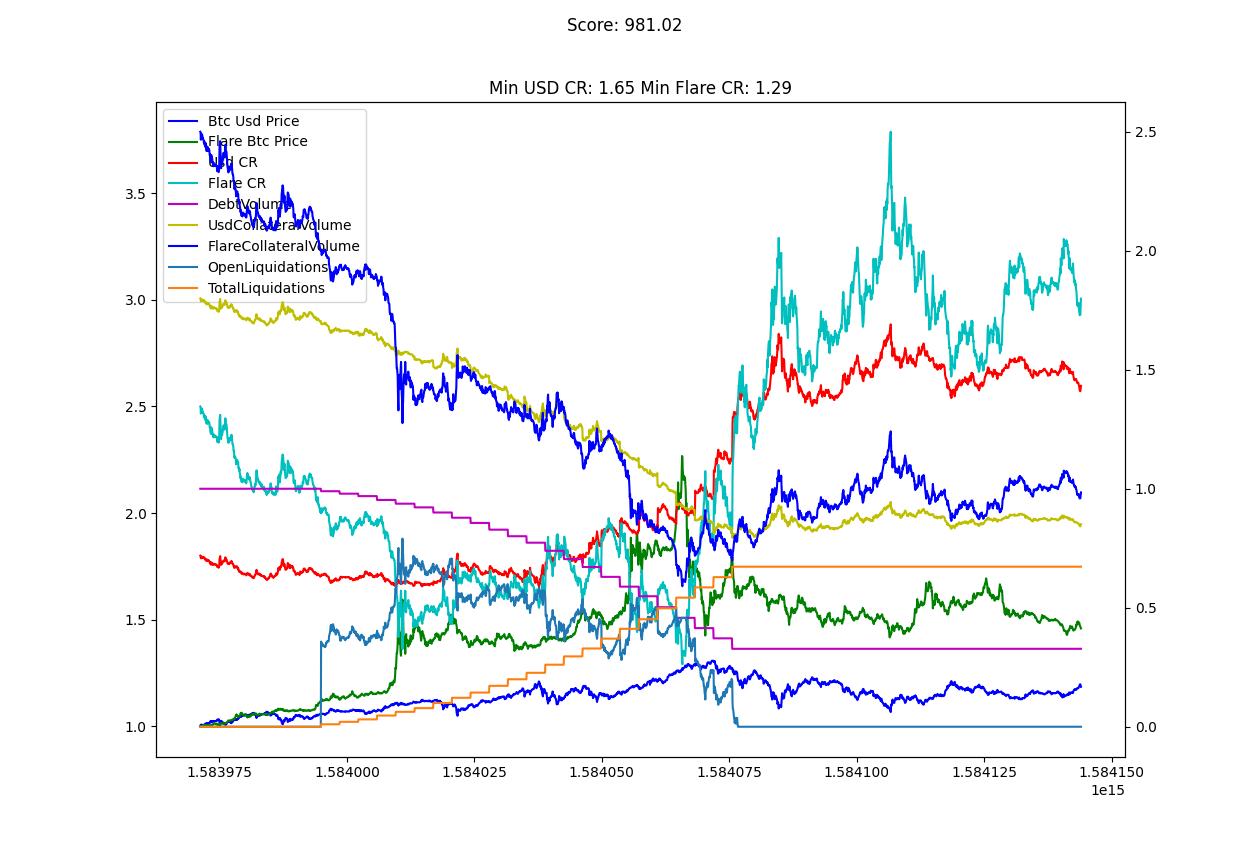 Score: 981.02
Min USD CR: 1.65 Min Flare CR: 1.29
Btc Usd Price
Flare Btc Price
Usd CR
Flare CR
DebtVolume
UsdCollateralVolume
FlareCollateralVolume
OpenLiquidations
TotalLiquidations
3.5
3.0
2.5
2.0
1.5
1.0
2.5
2.0
1.5
1.0
0.5
0.0
1.583975
1.584000
1.584025
1.584050
1.584075
1.584100
1.584125
1.584150
1e15